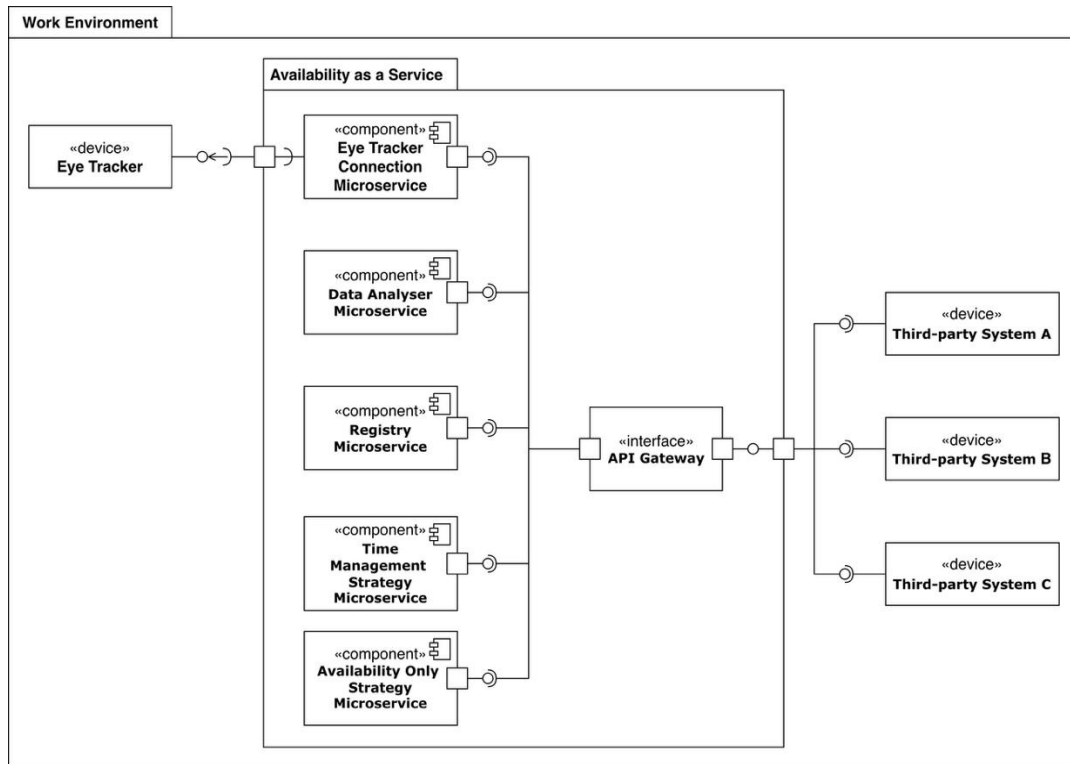 Work Environment
Availability as a Service
«device»
Eye Tracker
«component»
Eye Tracker
Connection
Microservice
«component»
Data Analyser
Microservice
«component»
Registry
Microservice
«component»
Time
Management
Strategy
Microservice
«component»
Availability Only
Strategy
Microservice
«interface»
API Gateway
«device»
Third-party System A
«device»
Third-party System B
«device»
Third-party System C